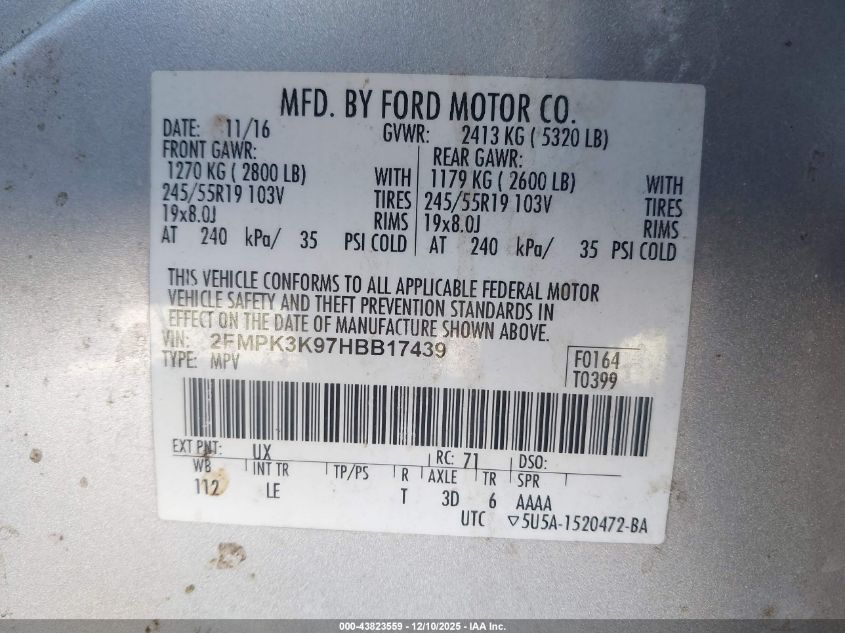 MFD. BY FORD MOTOR CO.
DATE: 11/16 GVWR: 2413 KG ( 5320 LB)
FRONT GAWR: REAR GAWR:
1270 KG ( 2800 LB) WITH 1179 KG ( 2600 LB) WITH
245/55R19 103V TIRES 245/55R19 103V TIRES
19x8.0J RIMS 19x8.0J RIMS
AT 240 kPa/ 35 PSI COLD AT 240 kPa/ 35 PSI COLD
THIS VEHICLE CONFORMS TO ALL APPLICABLE FEDERAL MOTOR
VEHICLE SAFETY AND THEFT PREVENTION STANDARDS IN
EFFECT ON THE DATE OF MANUFACTURE SHOWN ABOVE.
VIN: 2FMPK3K97HBB17439
TYPE: MPV
F0164
T0399
EXT PNT: UX RC: 71 DSO:
WB INT TR TP/PS R AXLE TR SPR
112 LE T 3D 6 AAAA
UTC ▽5U5A-1520472-BA
000-43823559 — 12/10/2025 — IAA Inc.